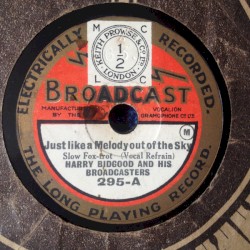 ELECTRICALLY RECORDED.
M C
KEITH PROWSE & Co Ltd
1/2
LONDON
L C
BROADCAST
MANUFACTURED VOCALION
BY THE GRAMOPHONE CO. LTD.
M
Just like a Melody out of the Sky
Slow Fox-trot (Vocal Refrain)
HARRY BIDGOOD AND HIS
BROADCASTERS
295-A
THE LONG PLAYING RECORD